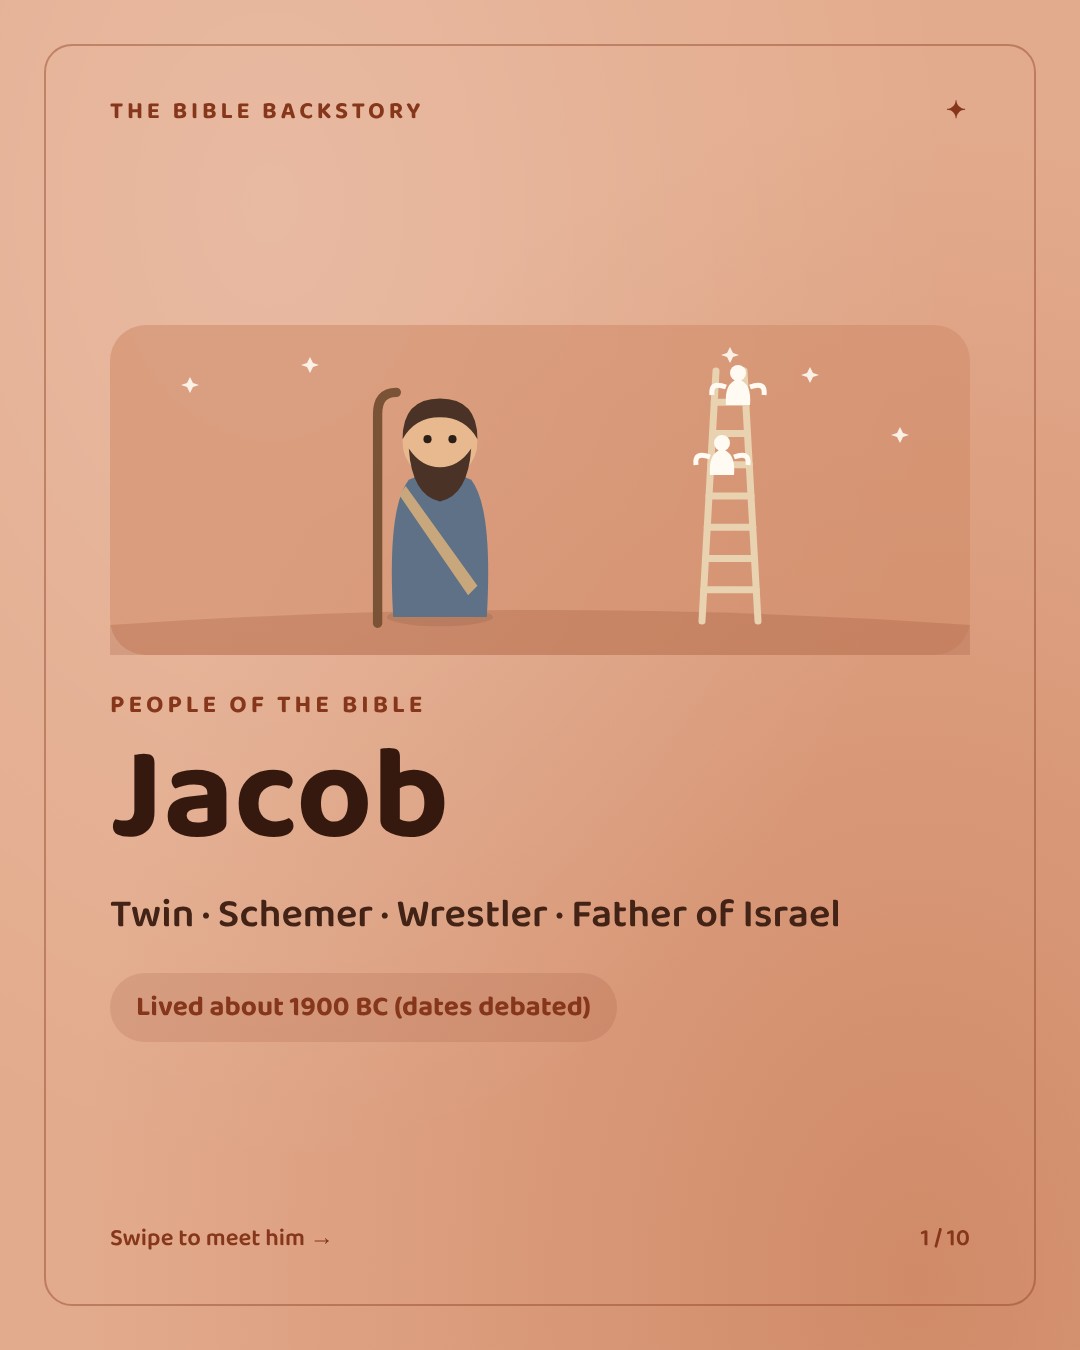 THE BIBLE BACKSTORY
PEOPLE OF THE BIBLE
Jacob
Twin · Schemer · Wrestler · Father of Israel
Lived about 1900 BC (dates debated)
Swipe to meet him →
1 / 10